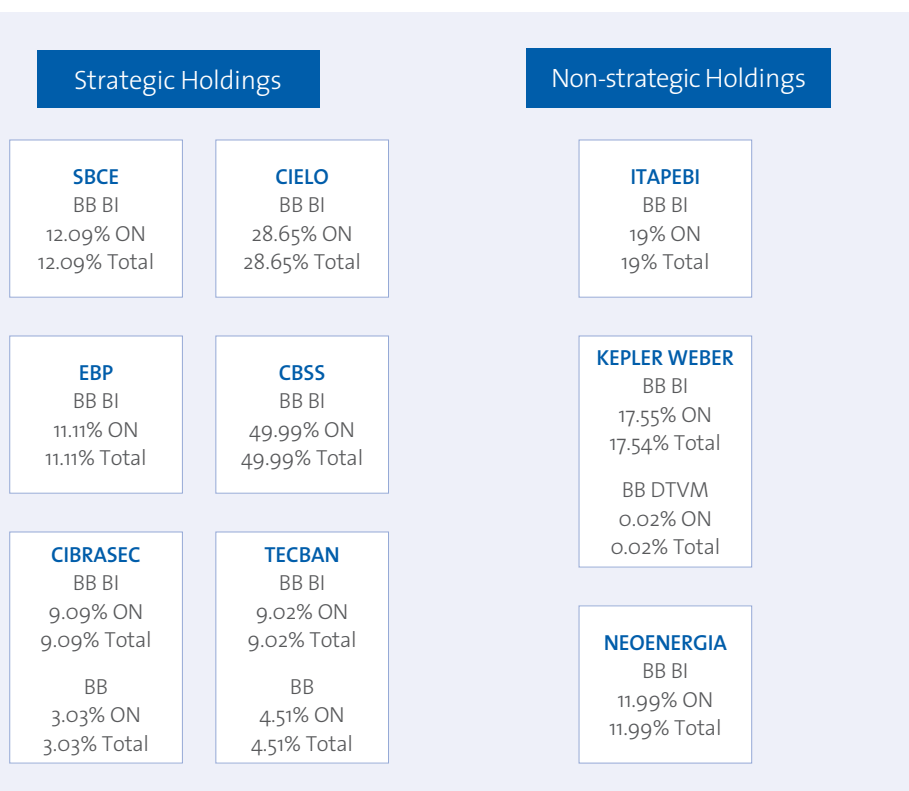 Strategic Holdings
SBCE
BB BI
12.09% ON
12.09% Total
CIELO
BB BI
28.65% ON
28.65% Total
EBP
BB BI
11.11% ON
11.11% Total
CBSS
BB BI
49.99% ON
49.99% Total
CIBRASEC
BB BI
9.09% ON
9.09% Total
BB
3.03% ON
3.03% Total
TECBAN
BB BI
9.02% ON
9.02% Total
BB
4.51% ON
4.51% Total
Non-strategic Holdings
ITAPEBI
BB BI
19% ON
19% Total
KEPLER WEBER
BB BI
17.55% ON
17.54% Total
BB DTVM
0.02% ON
0.02% Total
NEOENERGIA
BB BI
11.99% ON
11.99% Total